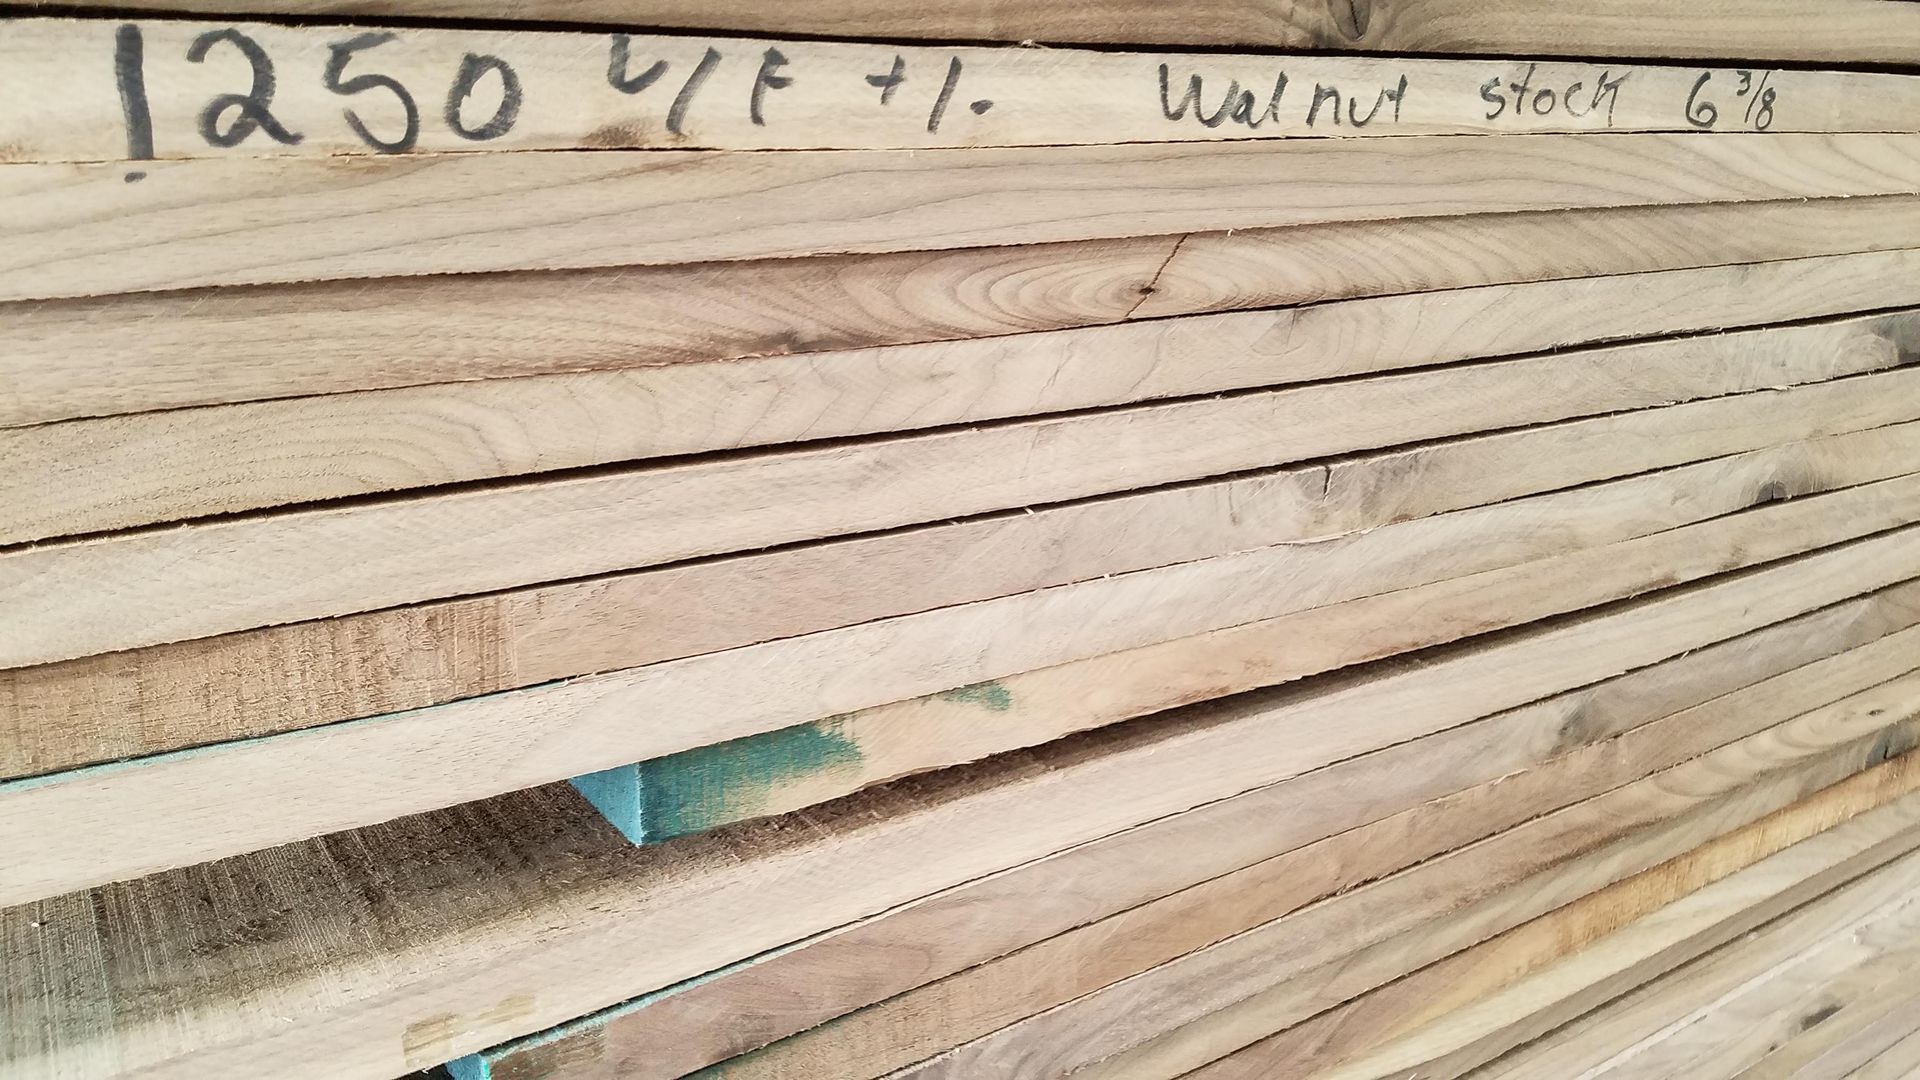 1250 L/F +/- Walnut stock 6 3/8